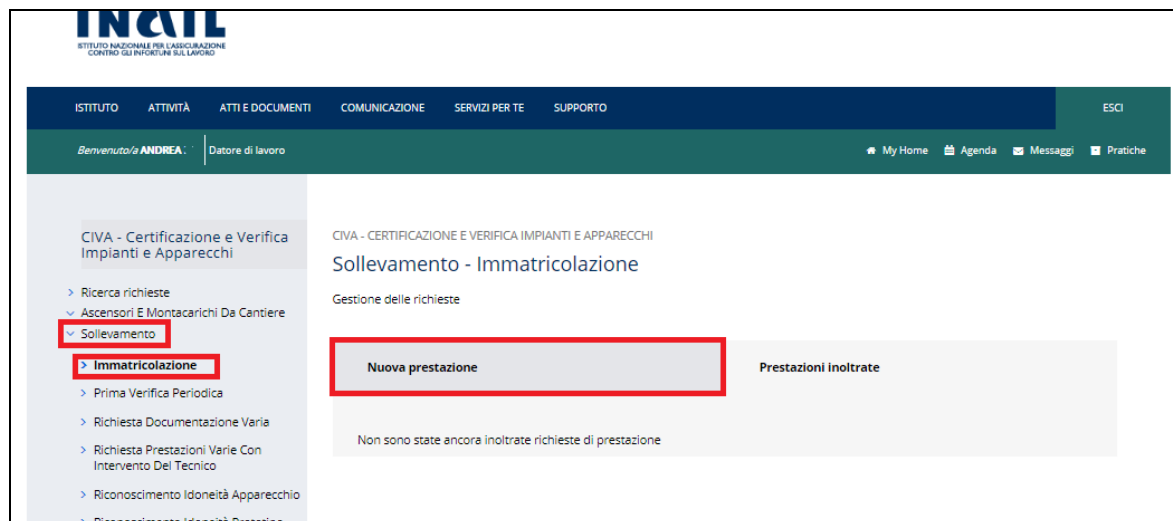 INAIL
ISTITUTO NAZIONALE PER L'ASSICURAZIONE
CONTRO GLI INFORTUNI SUL LAVORO
ISTITUTO ATTIVITÀ ATTI E DOCUMENTI COMUNICAZIONE SERVIZI PER TE SUPPORTO ESCI
Benvenuto/a ANDREA Datore di lavoro My Home Agenda Messaggi Pratiche
CIVA - Certificazione e Verifica
Impianti e Apparecchi
Ricerca richieste
Ascensori E Montacarichi Da Cantiere
Sollevamento
Immatricolazione
Prima Verifica Periodica
Richiesta Documentazione Varia
Richiesta Prestazioni Varie Con
Intervento Del Tecnico
Riconoscimento Idoneità Apparecchio
CIVA - CERTIFICAZIONE E VERIFICA IMPIANTI E APPARECCHI
Sollevamento - Immatricolazione
Gestione delle richieste
Nuova prestazione Prestazioni inoltrate
Non sono state ancora inoltrate richieste di prestazione